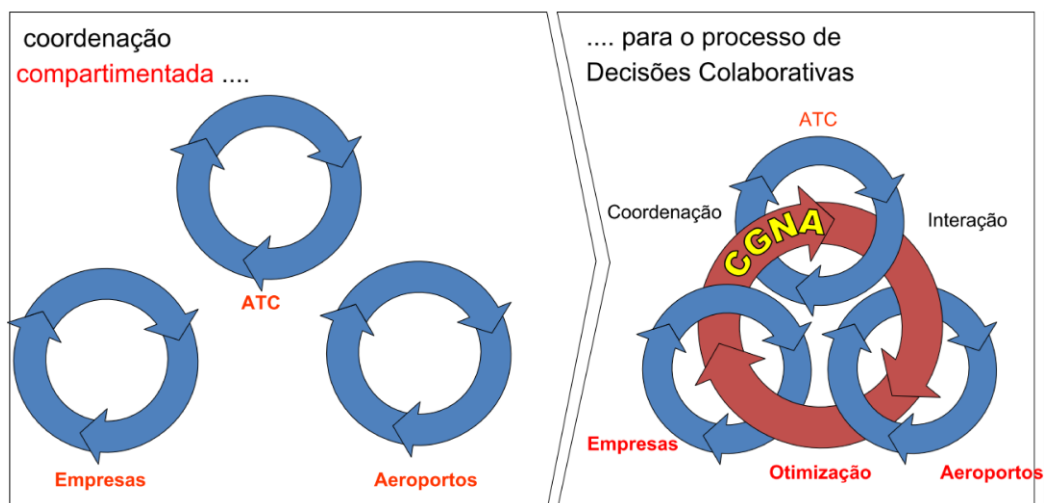 coordenação
compartimentada ....
ATC
Empresas
Aeroportos
.... para o processo de
Decisões Colaborativas
ATC
Coordenação
Interação
CGNA
Empresas
Otimização
Aeroportos